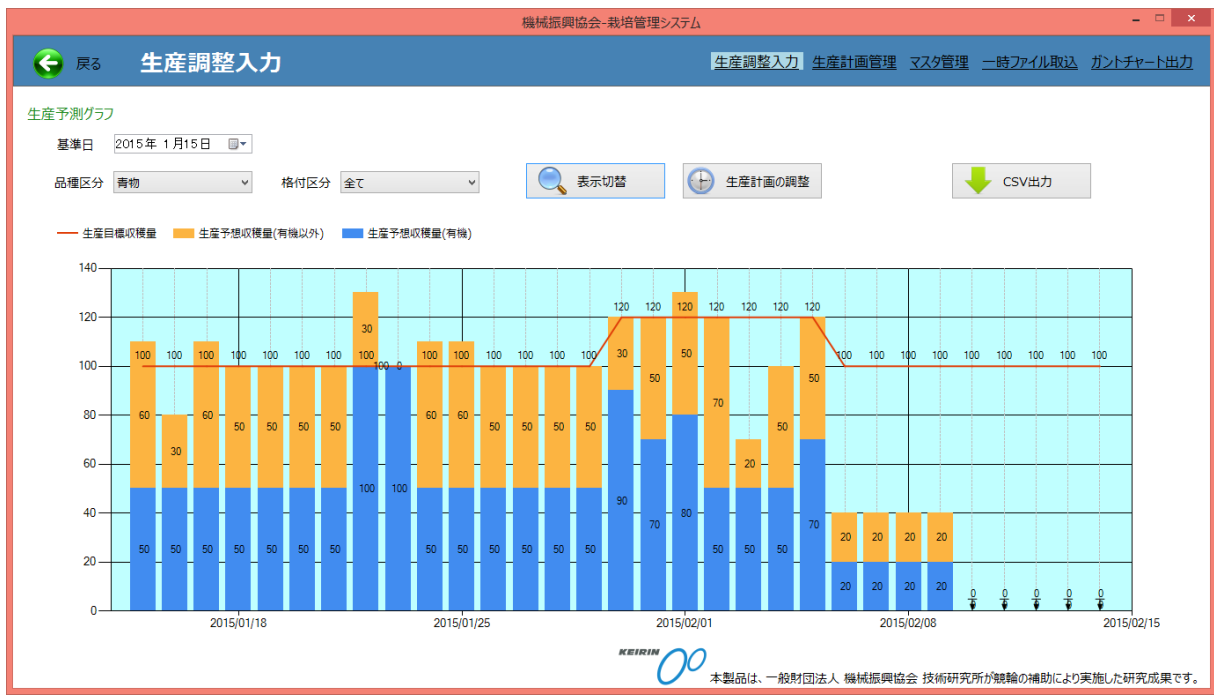 機械振興協会-栽培管理システム
戻る 生産調整入力 生産調整入力 生産計画管理 マスタ管理 一時ファイル取込 ガントチャート出力
生産予測グラフ
基準日 2015年 1月15日
品種区分 青物 格付区分 全て 表示切替 生産計画の調整 CSV出力
生産目標収穫量 生産予想収穫量(有機以外) 生産予想収穫量(有機)
140
120 120 120 120 120 120 120 120
30
100 100 100 100 100 100 100 100 100 100 0 100 100 100 100 100 100 30 50 100 100 100 100 100 100 100 100 100
50 50
80 70
60 30 60 50 50 50 50 60 60 50 50 50 50 50
60 20
100 100 90
40 70 80 70
50 50 50 50 50 50 50 50 50 50 50 50 50 50 50 50 20 20 20 20
20 20 20 20 20
0 0 0 0 0
0
2015/01/18 2015/01/25 2015/02/01 2015/02/08 2015/02/15
KEIRIN
本製品は、一般財団法人 機械振興協会 技術研究所が競輪の補助により実施した研究成果です。